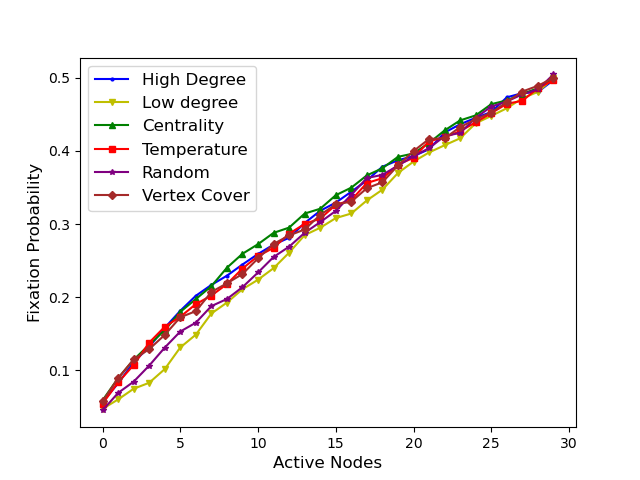 High Degree
Low degree
Centrality
Temperature
Random
Vertex Cover
0.5
0.4
0.3
0.2
0.1
Fixation Probability
0 5 10 15 20 25 30
Active Nodes